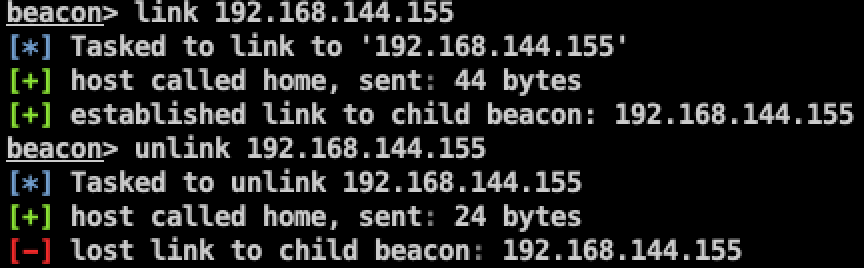 beacon> link 192.168.144.155
[*] Tasked to link to '192.168.144.155'
[+] host called home, sent: 44 bytes
[+] established link to child beacon: 192.168.144.155
beacon> unlink 192.168.144.155
[*] Tasked to unlink 192.168.144.155
[+] host called home, sent: 24 bytes
[-] lost link to child beacon: 192.168.144.155